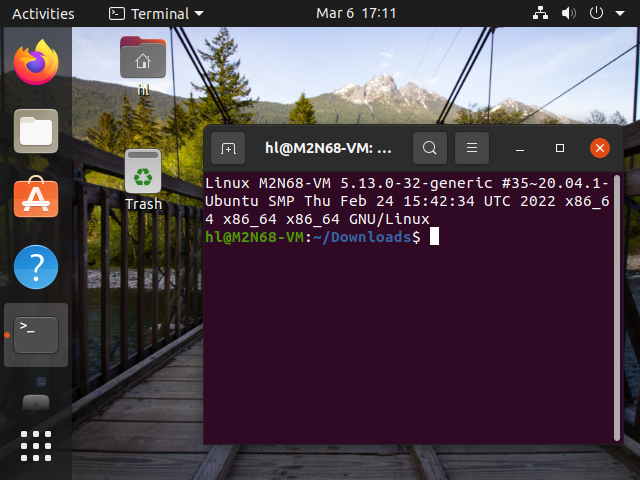 Activities
Terminal
Mar 6 17:11
hl
Trash
hl@M2N68-VM: ...
Linux M2N68-VM 5.13.0-32-generic #35~20.04.1-
Ubuntu SMP Thu Feb 24 15:42:34 UTC 2022 x86_6
4 x86_64 x86_64 GNU/Linux
hl@M2N68-VM:~/Downloads$